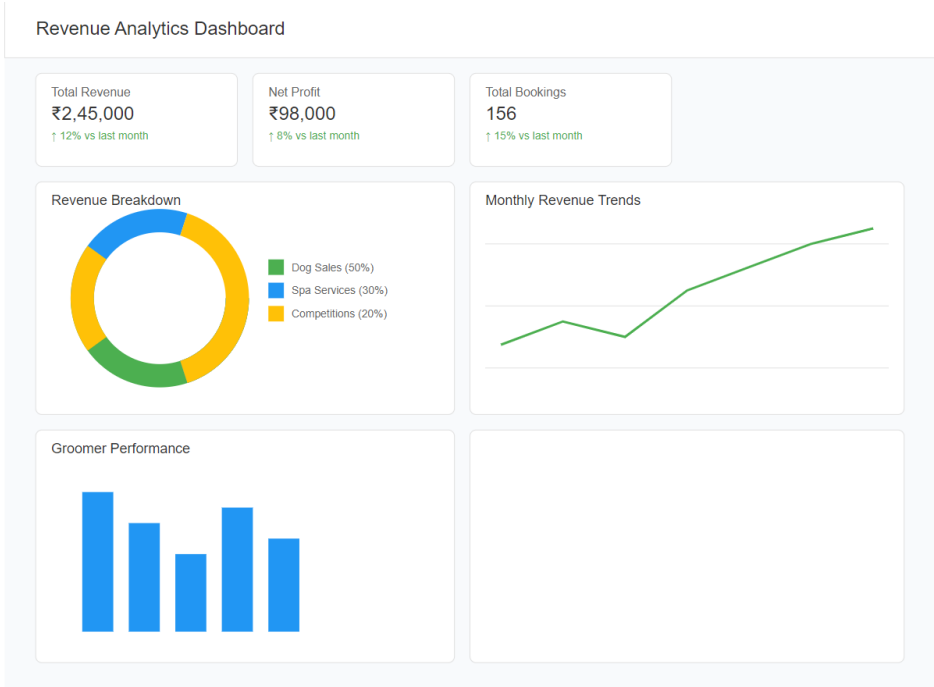 Revenue Analytics Dashboard
Total Revenue
₹2,45,000
↑ 12% vs last month
Net Profit
₹98,000
↑ 8% vs last month
Total Bookings
156
↑ 15% vs last month
Revenue Breakdown
Dog Sales (50%)
Spa Services (30%)
Competitions (20%)
Monthly Revenue Trends
Groomer Performance